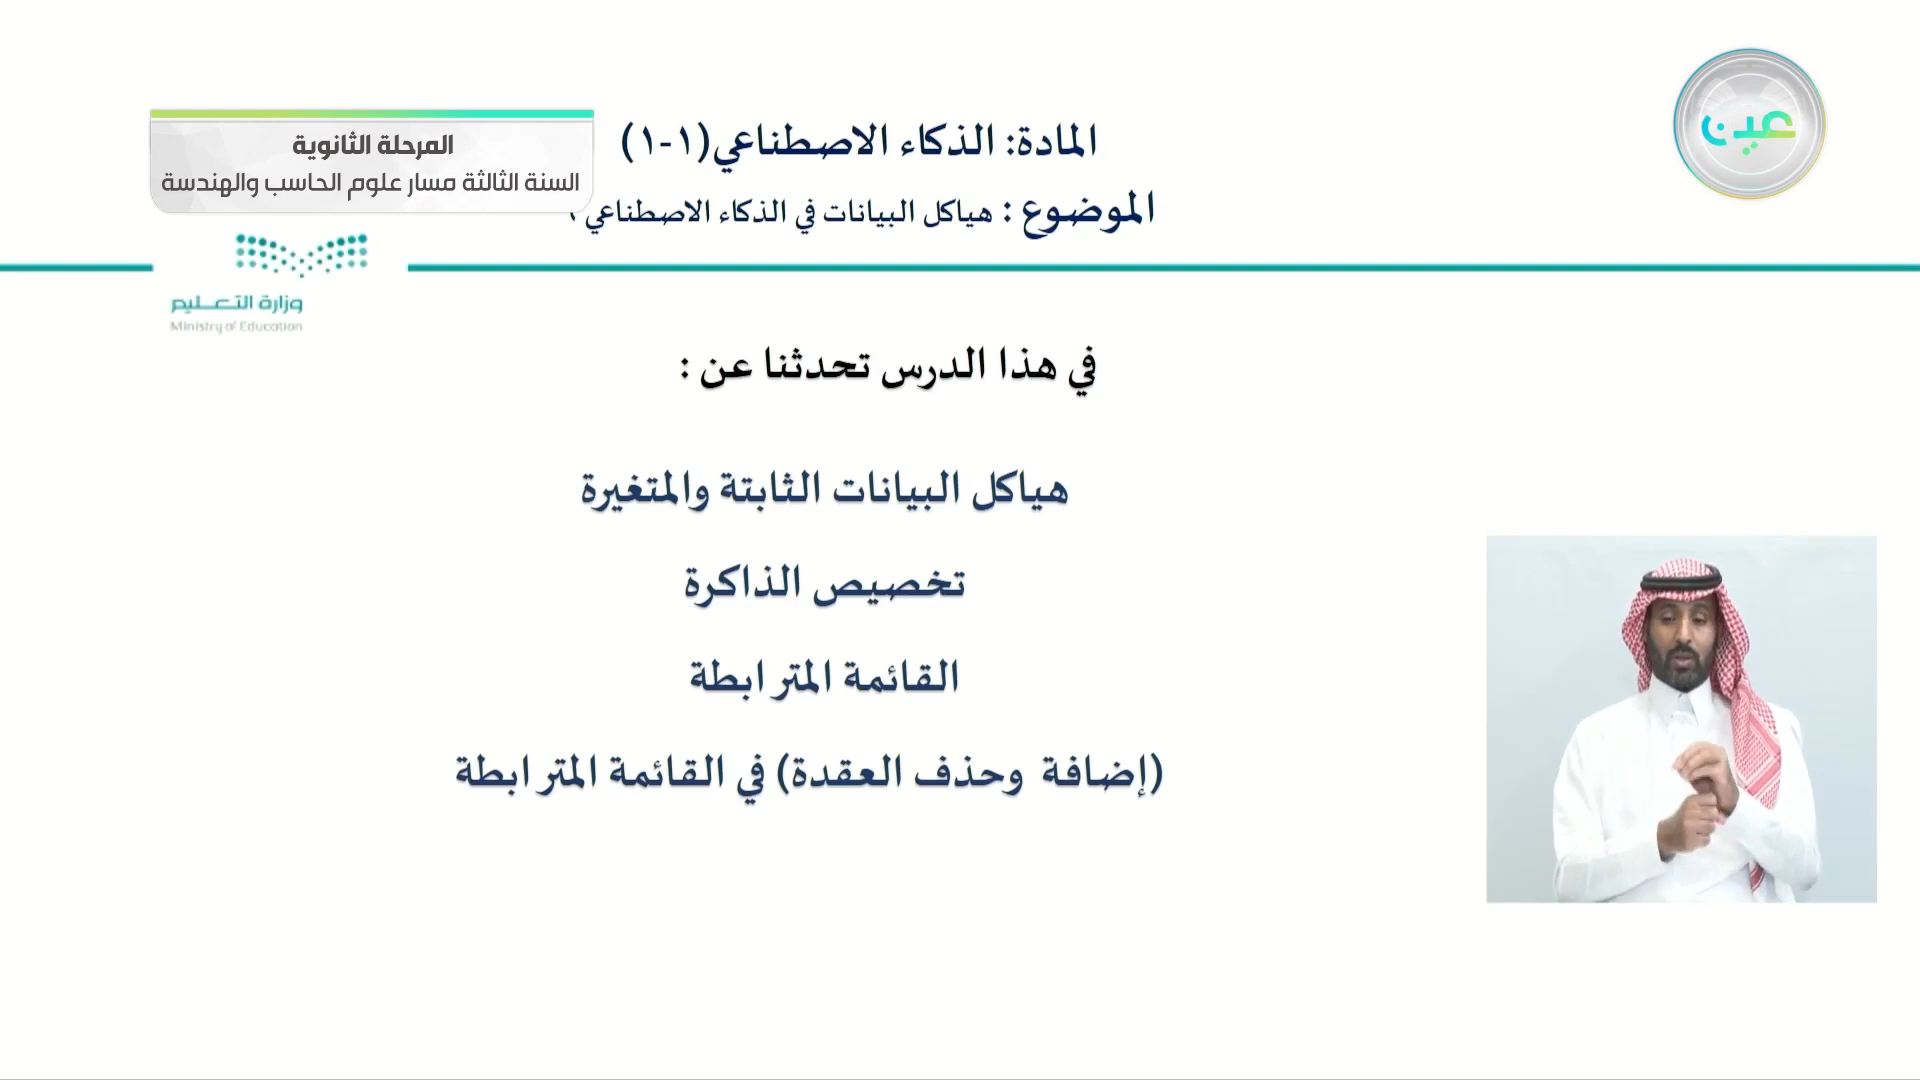 عين
المرحلة الثانوية
السنة الثالثة مسار علوم الحاسب والهندسة
المادة: الذكاء الاصطناعي(١-١)
الموضوع : هياكل البيانات في الذكاء الاصطناعي
وزارة التعليم
Ministry of Education
في هذا الدرس تحدثنا عن :
هياكل البيانات الثابتة والمتغيرة
تخصيص الذاكرة
القائمة المترابطة
(إضافة وحذف العقدة) في القائمة المترابطة